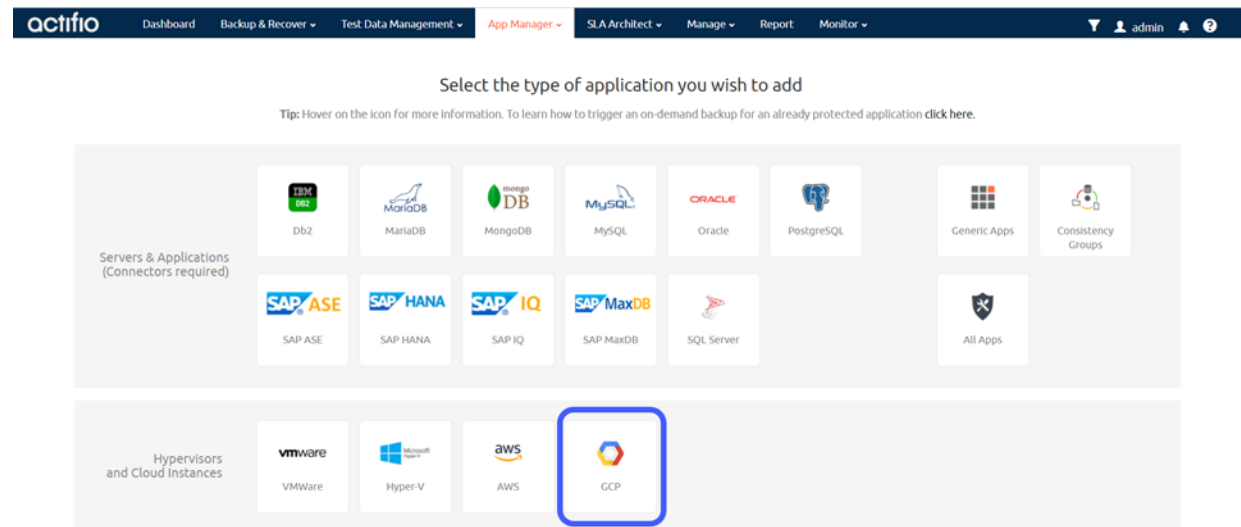 actifio Dashboard Backup & Recover Test Data Management App Manager SLA Architect Manage Report Monitor admin ?
Select the type of application you wish to add
Tip: Hover on the icon for more information. To learn how to trigger an on-demand backup for an already protected application click here.
Servers & Applications
(Connectors required)
IBM
DB2
Db2
MariaDB
MariaDB
mongo
DB
MongoDB
MySQL
MySQL
ORACLE
Oracle
PostgreSQL
Generic Apps
Consistency
Groups
SAP ASE
SAP ASE
SAP HANA
SAP HANA
SAP IQ
SAP IQ
SAP MaxDB
SAP MaxDB
SQL Server
All Apps
Hypervisors
and Cloud Instances
vmware
VMWare
Microsoft
Hyper-V
Hyper-V
aws
AWS
GCP